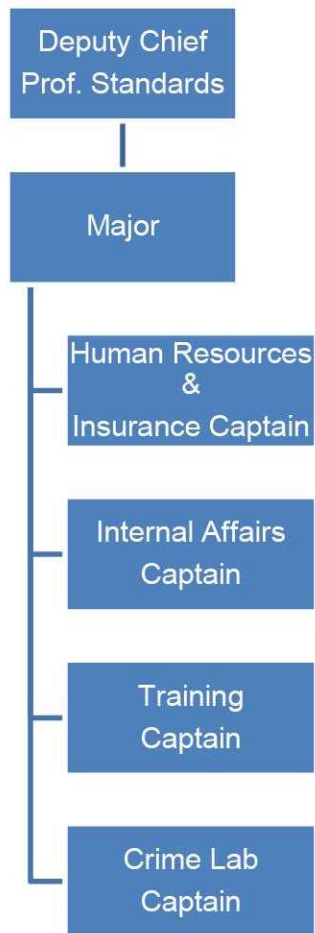 Deputy Chief
Prof. Standards
Major
Human Resources
&
Insurance Captain
Internal Affairs
Captain
Training
Captain
Crime Lab
Captain